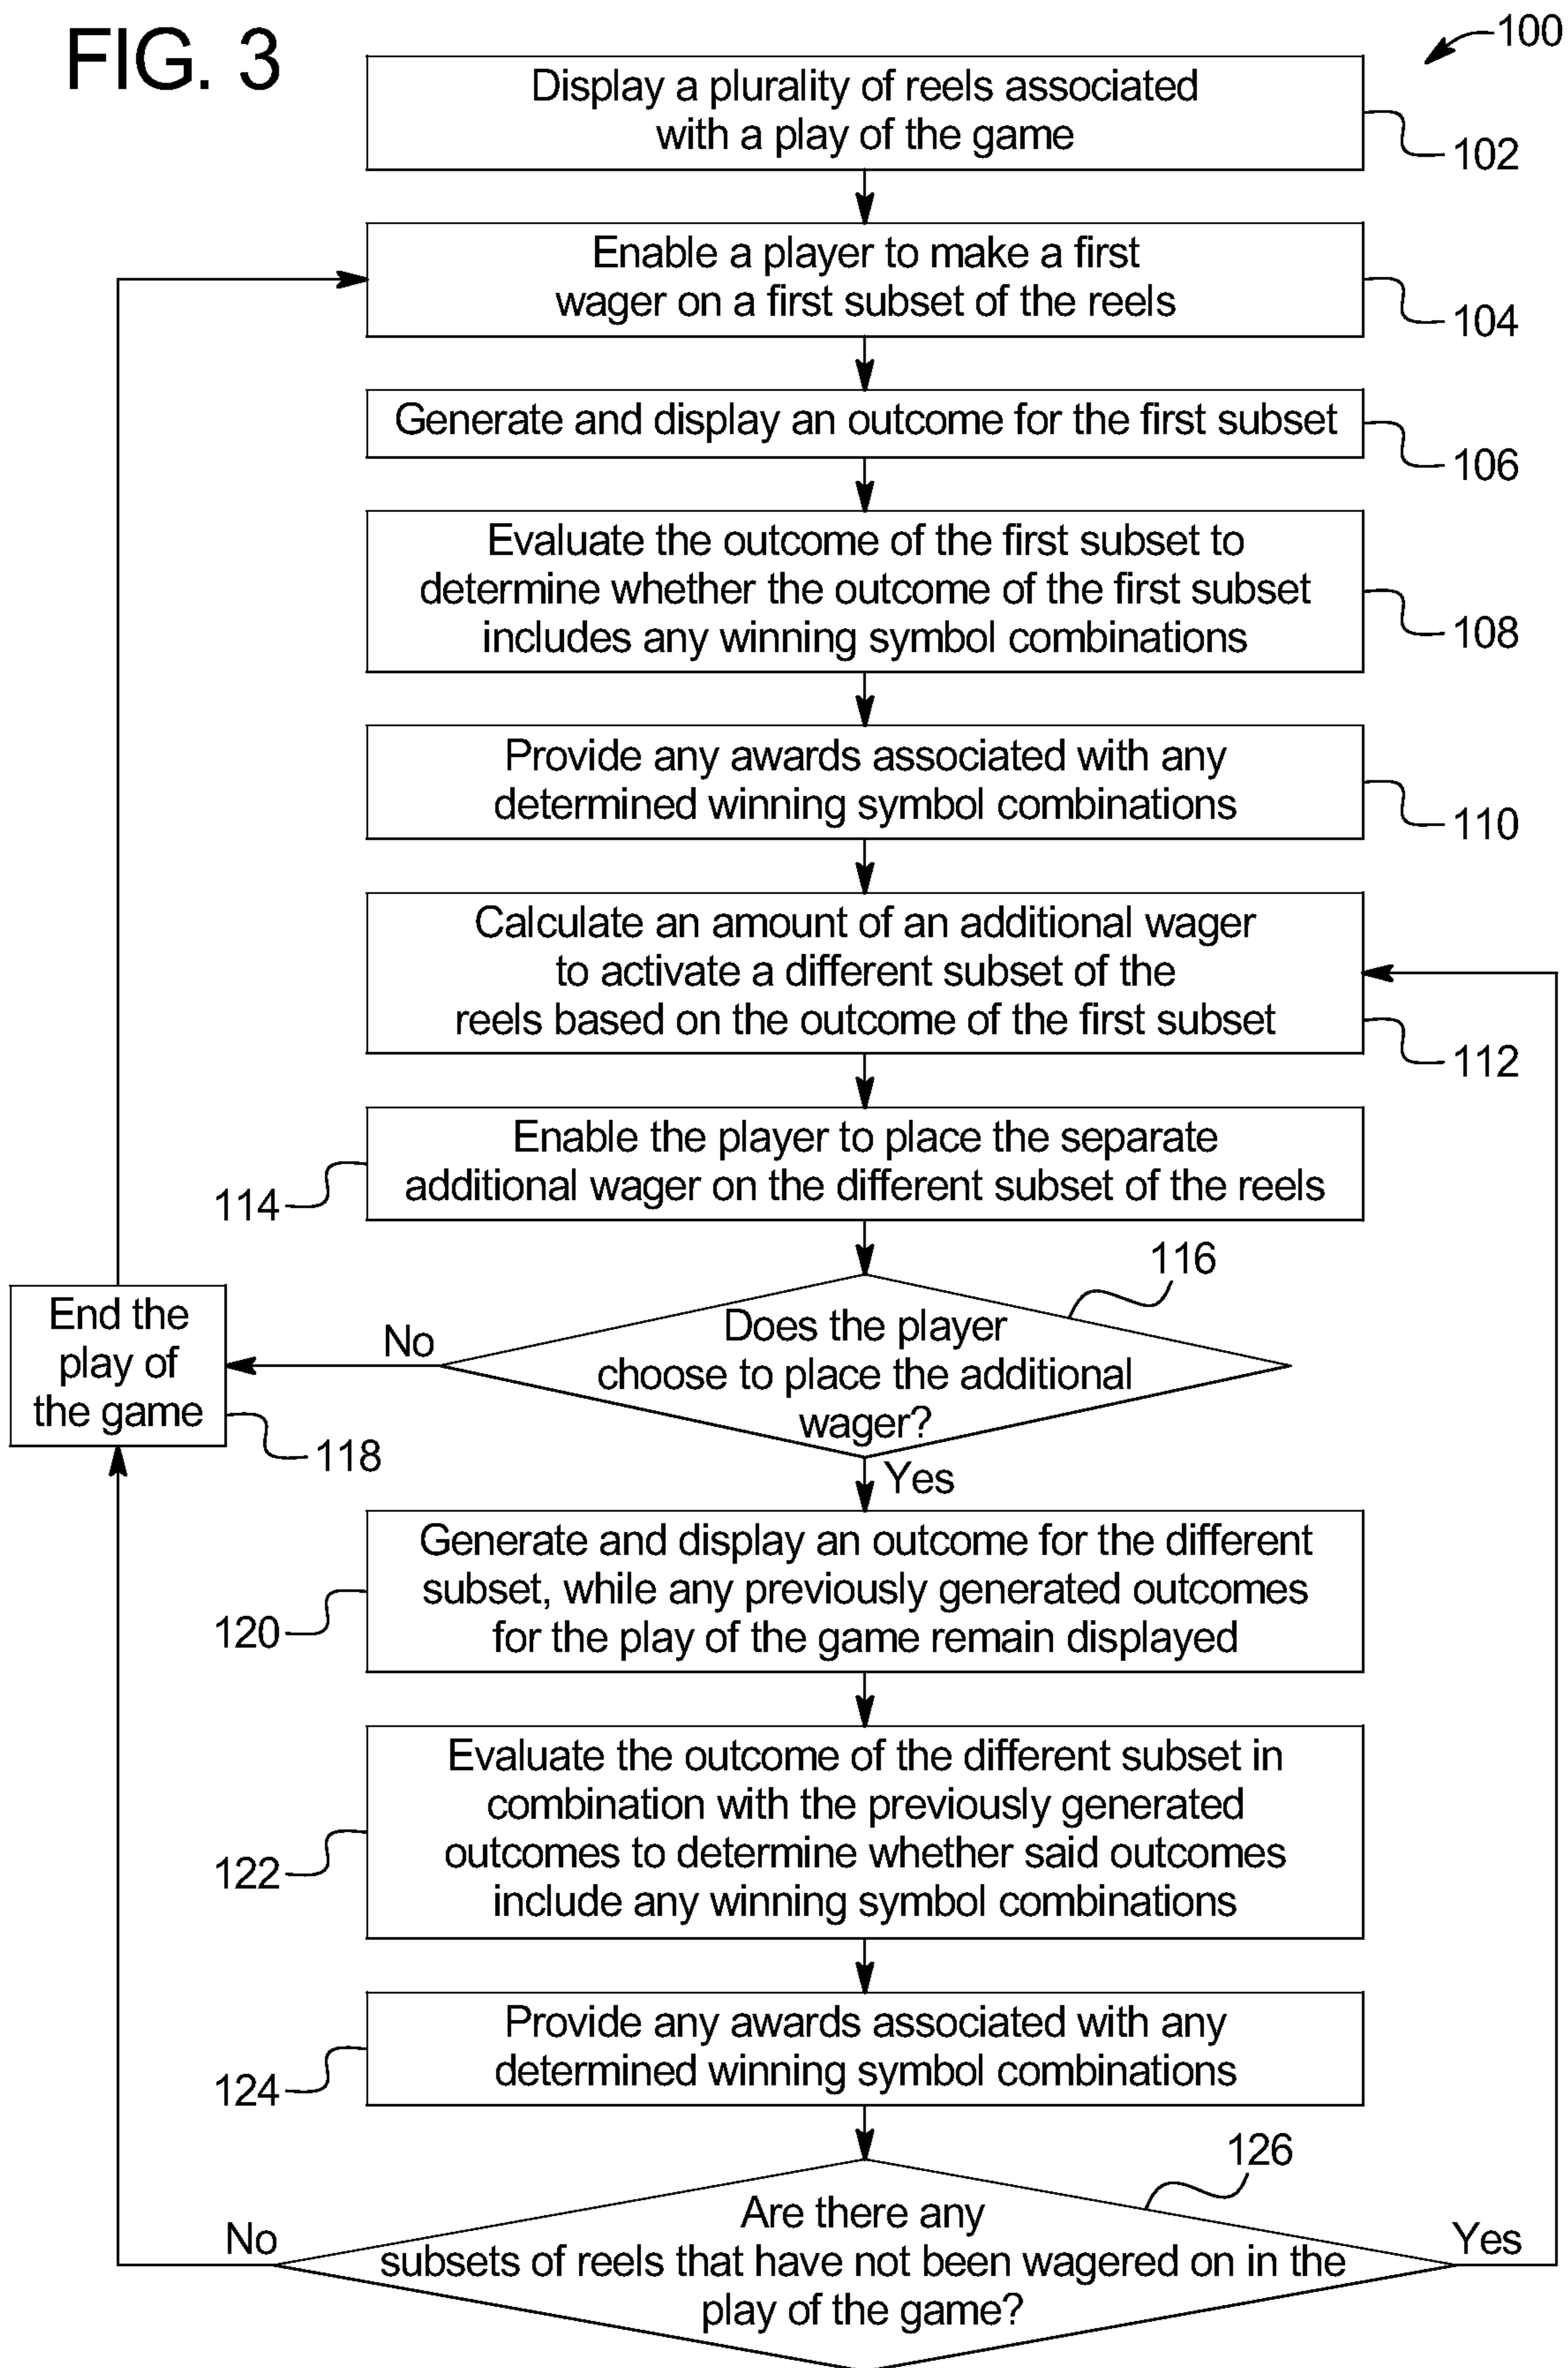 FIG. 3
100
Display a plurality of reels associated
with a play of the game
102
Enable a player to make a first
wager on a first subset of the reels
104
Generate and display an outcome for the first subset
106
Evaluate the outcome of the first subset to
determine whether the outcome of the first subset
includes any winning symbol combinations
108
Provide any awards associated with any
determined winning symbol combinations
110
Calculate an amount of an additional wager
to activate a different subset of the
reels based on the outcome of the first subset
112
Enable the player to place the separate
additional wager on the different subset of the reels
114
116
Does the player
choose to place the additional
wager?
No
End the
play of
the game
118
Yes
Generate and display an outcome for the different
subset, while any previously generated outcomes
for the play of the game remain displayed
120
Evaluate the outcome of the different subset in
combination with the previously generated
outcomes to determine whether said outcomes
include any winning symbol combinations
122
Provide any awards associated with any
determined winning symbol combinations
124
126
Are there any
subsets of reels that have not been wagered on in the
play of the game?
No
Yes